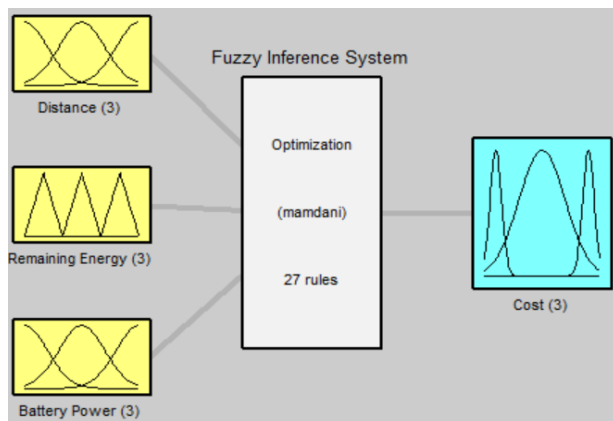 Fuzzy Inference System
Distance (3)
Optimization
(mamdani)
27 rules
Remaining Energy (3)
Cost (3)
Battery Power (3)